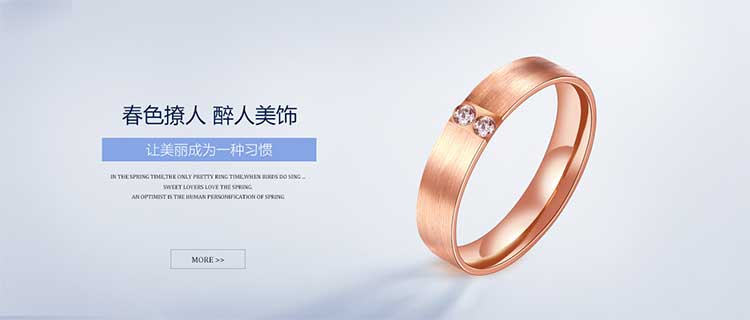 春色撩人 醉人美饰
让美丽成为一种习惯
IN THE SPRING TIME,THE ONLY PRETTY RING TIME,WHEN BIRDS DO SING ...
SWEET LOVERS LOVE THE SPRING
AN OPTIMIST IS THE HUMAN PERSONIFICATION OF SPRING
MORE >>